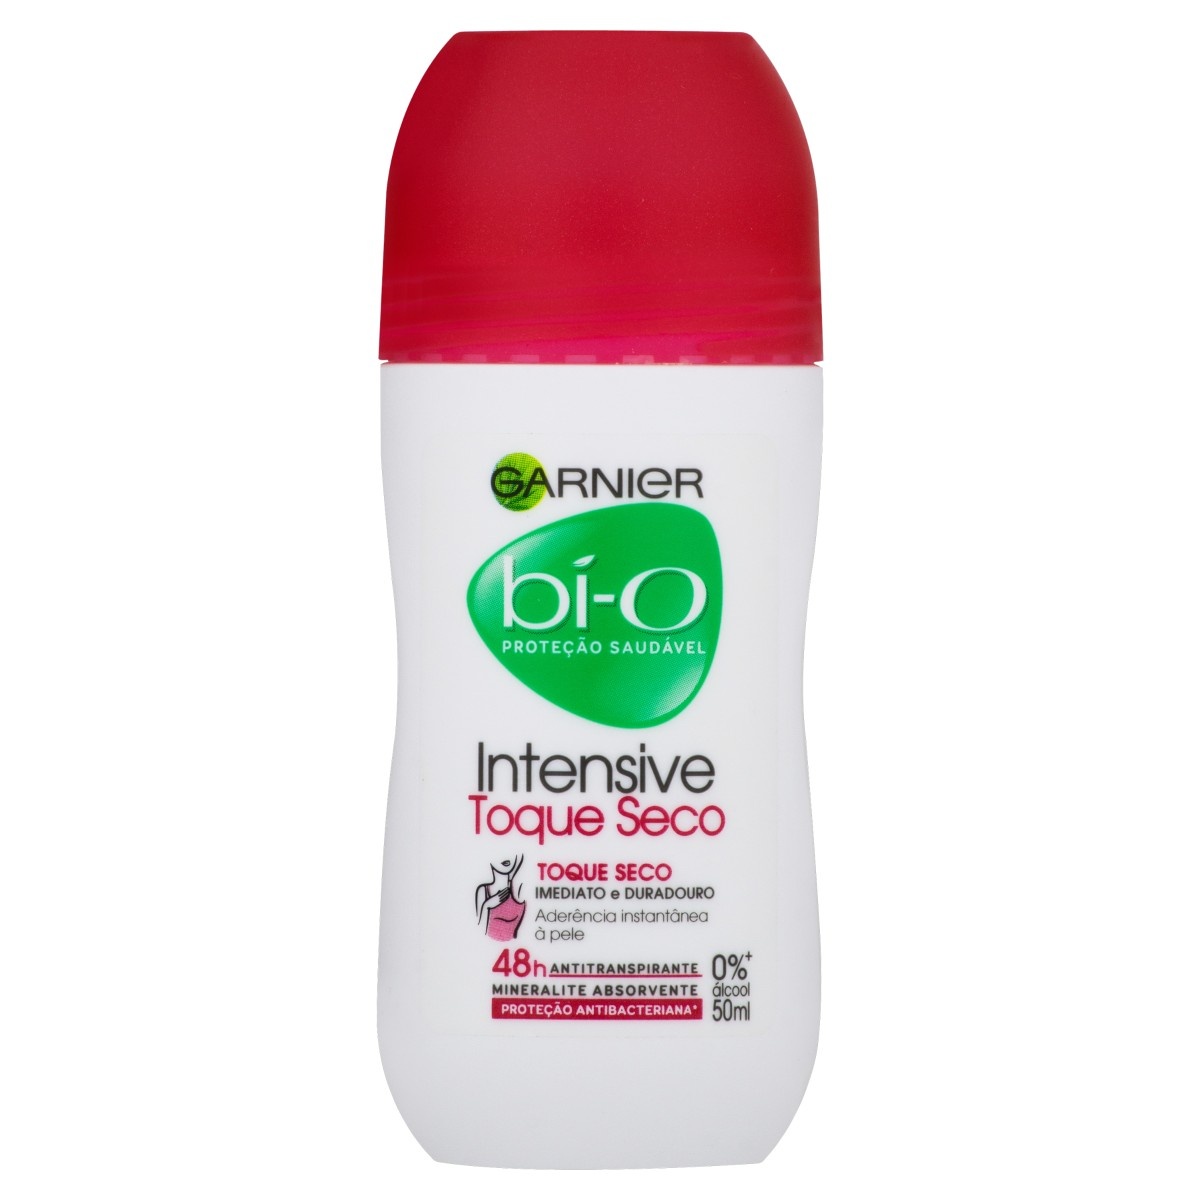 GARNIER
bí-o
PROTEÇÃO SAUDÁVEL
Intensive
Toque Seco
TOQUE SECO
IMEDIATO e DURADOURO
Aderência instantânea
à pele
48h ANTITRANSPIRANTE
MINERALITE ABSORVENTE
PROTEÇÃO ANTIBACTERIANA*
0%+
álcool
50ml